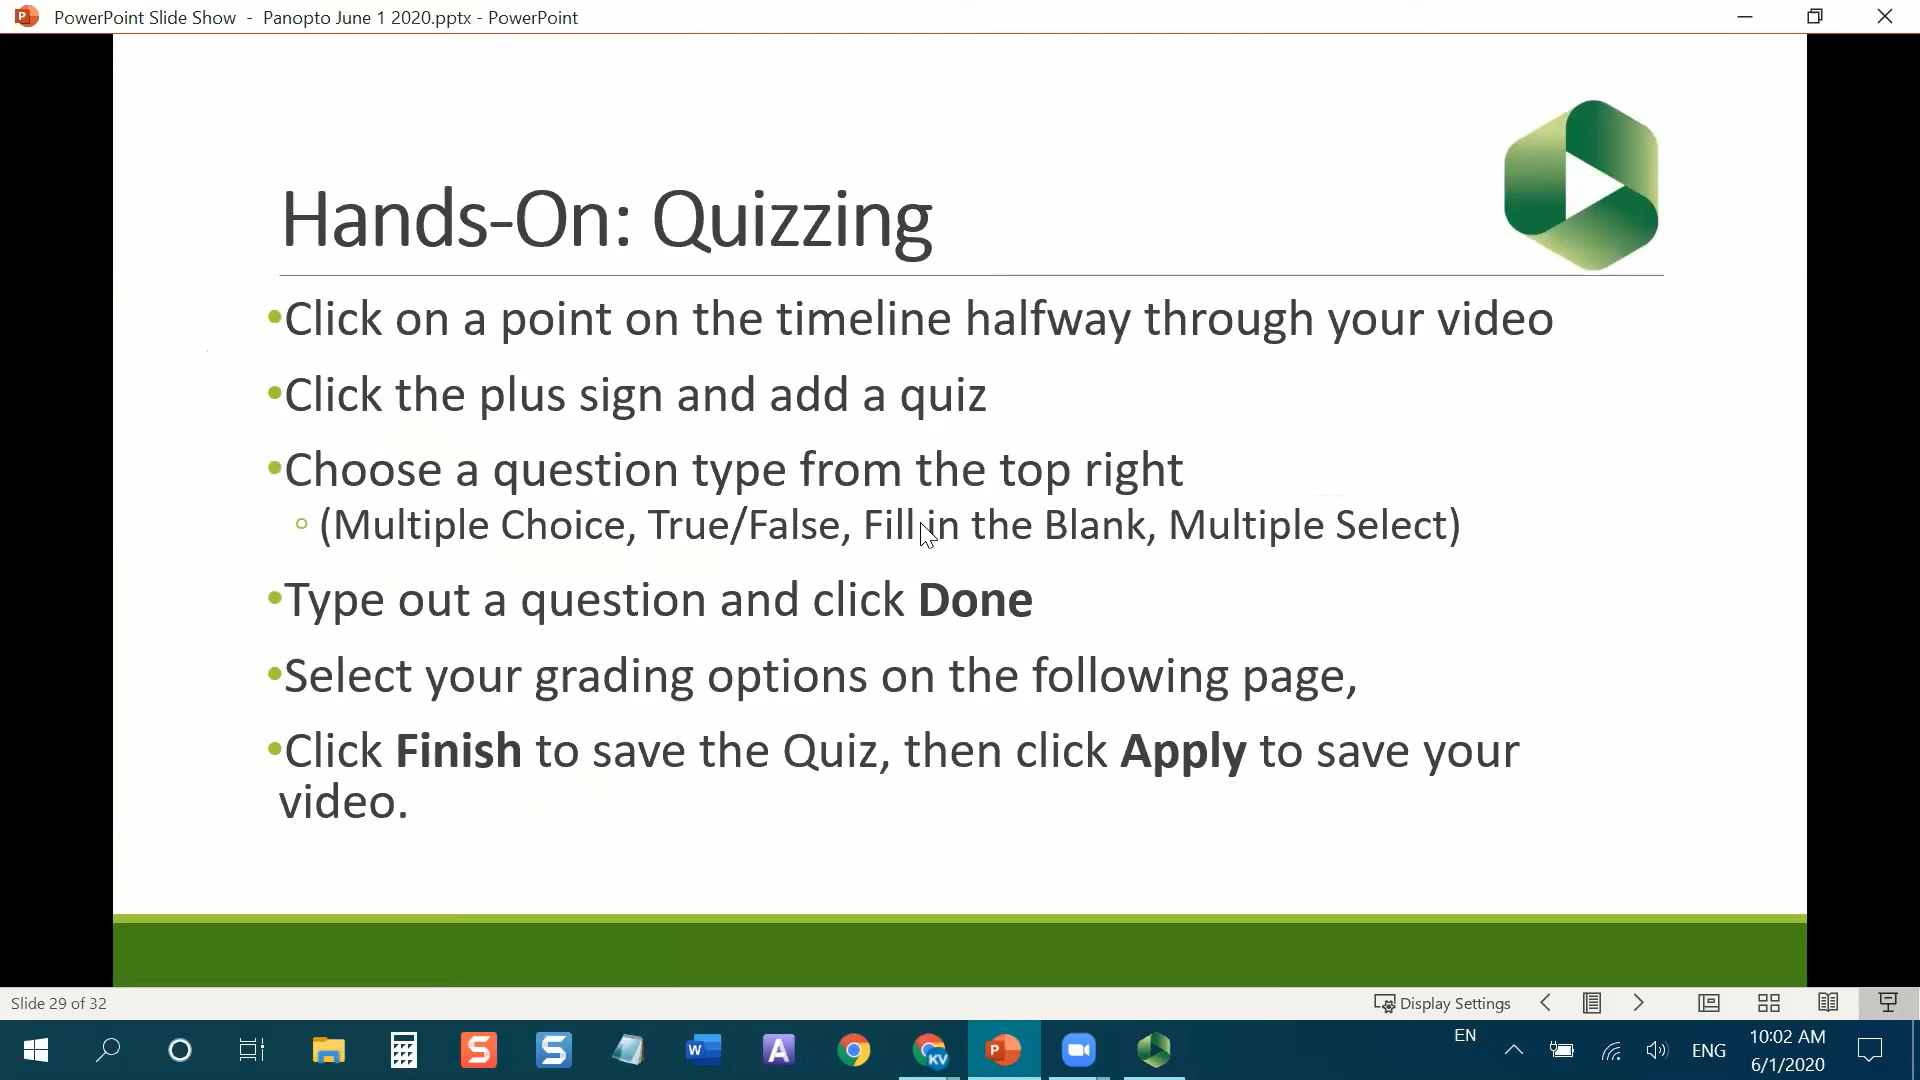 PowerPoint Slide Show - Panopto June 1 2020.pptx - PowerPoint
Hands-On: Quizzing
•Click on a point on the timeline halfway through your video
•Click the plus sign and add a quiz
•Choose a question type from the top right
◦ (Multiple Choice, True/False, Fill in the Blank, Multiple Select)
•Type out a question and click Done
•Select your grading options on the following page,
•Click Finish to save the Quiz, then click Apply to save your
video.
Slide 29 of 32
Display Settings
EN
ENG
10:02 AM
6/1/2020
KV